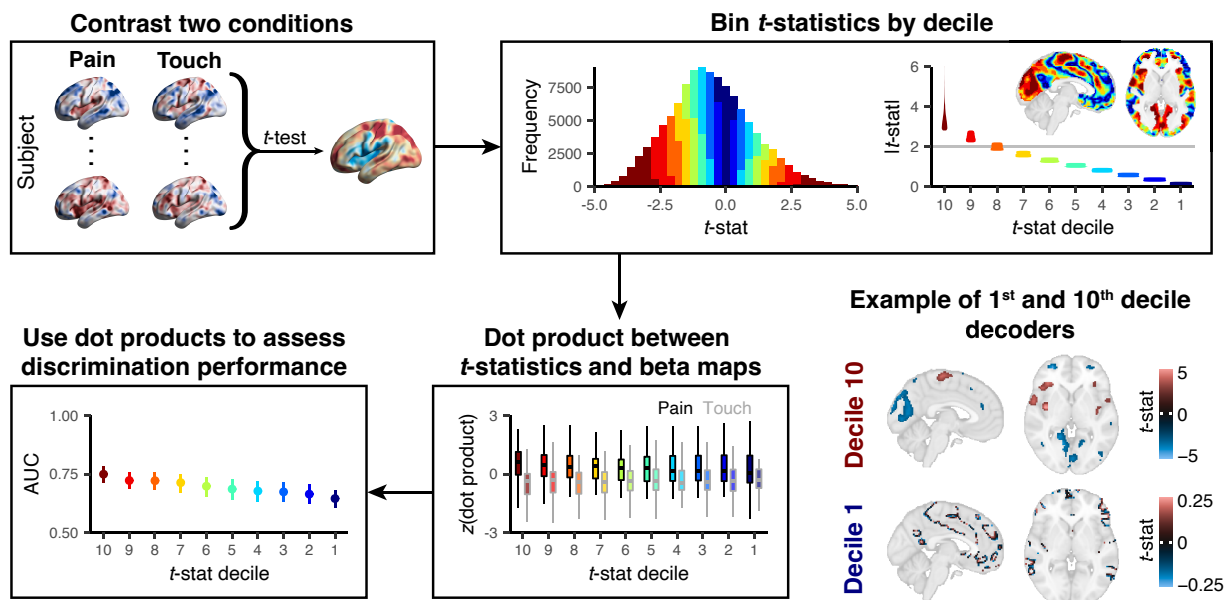 Contrast two conditions
Pain Touch
Subject
t-test
Bin t-statistics by decile
Frequency
7500
5000
2500
0
-5.0 -2.5 0.0 2.5 5.0
t-stat
|t-stat|
6
4
2
0
10 9 8 7 6 5 4 3 2 1
t-stat decile
Use dot products to assess
discrimination performance
AUC
1.00
0.75
0.50
10 9 8 7 6 5 4 3 2 1
t-stat decile
Dot product between
t-statistics and beta maps
Pain Touch
z(dot product)
3
0
-3
10 9 8 7 6 5 4 3 2 1
t-stat decile
Example of 1st and 10th decile
decoders
Decile 10
5
0
-5
t-stat
Decile 1
0.25
0
-0.25
t-stat